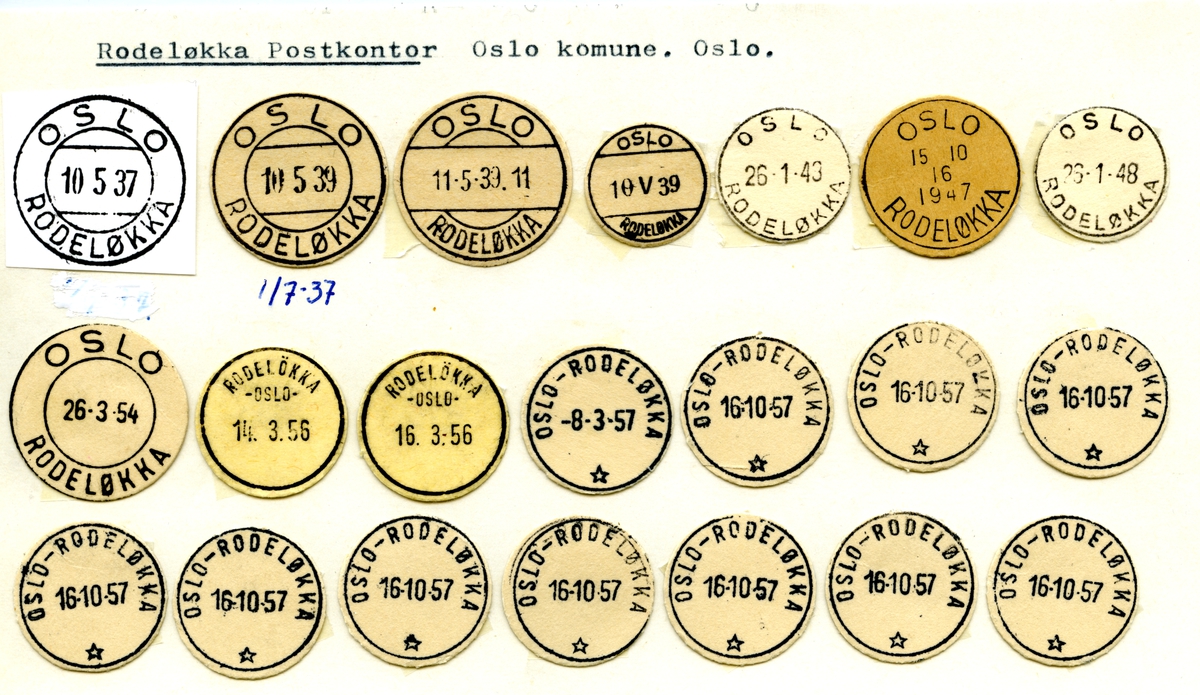 Rodeløkka Postkontor Oslo komune. Oslo.
OSLO
10 5 37
RODELØKKA
OSLO
10 5 39
RODELØKKA
OSLO
11-5-39.11
RODELØKKA
OSLO
10 V 39
RODELØKKA
OSLO
26-1-43
RODELØKKA
OSLO
15 10
16
1947
RODELØKKA
OSLO
26-1-48
RODELØKKA
1/7-37
OSLO
26-3-54
RODELØKKA
RODELÖKKA
-OSLO-
14. 3.56
RODELÖKKA
-OSLO-
16. 3.-56
OSLO-RODELØKKA
-8-3-57
OSLO-RODELØKKA
16-10-57
OSLO-RODELØKKA
16-10-57
OSLO-RODELØKKA
16-10-57
OSLO-RODELØKKA
16-10-57
OSLO-RODELØKKA
16-10-57
OSLO-RODELØKKA
16-10-57
OSLO-RODELØKKA
16-10-57
OSLO-RODELØKKA
16-10-57
OSLO-RODELØKKA
16-10-57
OSLO-RODELØKKA
16-10-57